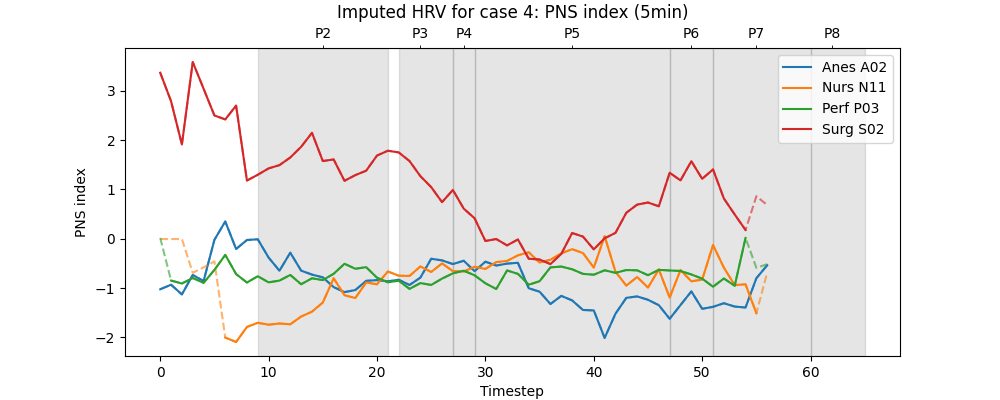 Imputed HRV for case 4: PNS index (5min)
P2 P3 P4 P5 P6 P7 P8
Anes A02
Nurs N11
Perf P03
Surg S02
PNS index
3
2
1
0
−1
−2
0 10 20 30 40 50 60
Timestep